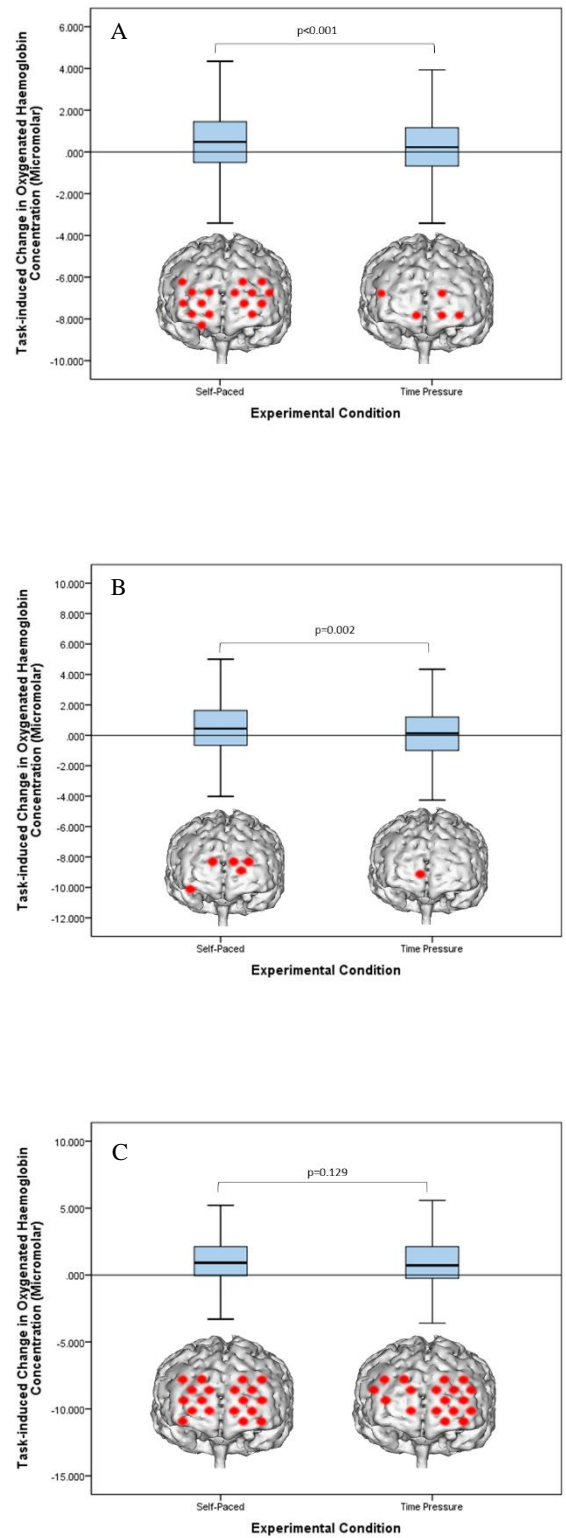 A
p<0.001
Task-induced Change in Oxygenated Haemoglobin
Concentration (Micromolar)
6.000
4.000
2.000
.000
-2.000
-4.000
-6.000
-8.000
-10.000
Self-Paced
Time Pressure
Experimental Condition
B
p=0.002
Task-induced Change in Oxygenated Haemoglobin
Concentration (Micromolar)
10.000
8.000
6.000
4.000
2.000
.000
-2.000
-4.000
-6.000
-8.000
-10.000
-12.000
Self-Paced
Time Pressure
Experimental Condition
C
p=0.129
Task-induced Change in Oxygenated Haemoglobin
Concentration (Micromolar)
10.000
5.000
.000
-5.000
-10.000
-15.000
Self-Paced
Time Pressure
Experimental Condition